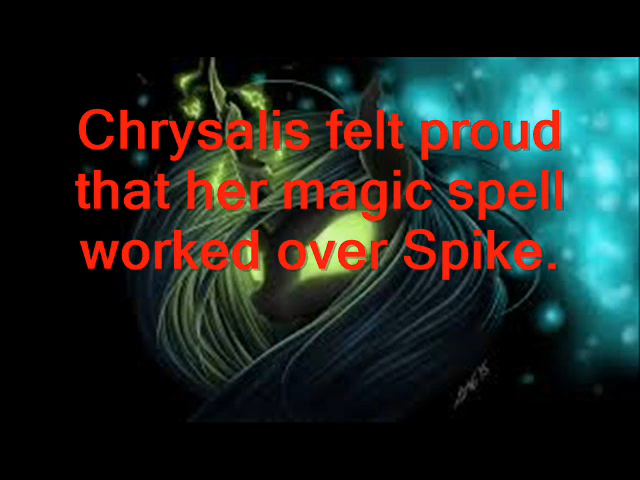 Chrysalis felt proud
that her magic spell
worked over Spike.